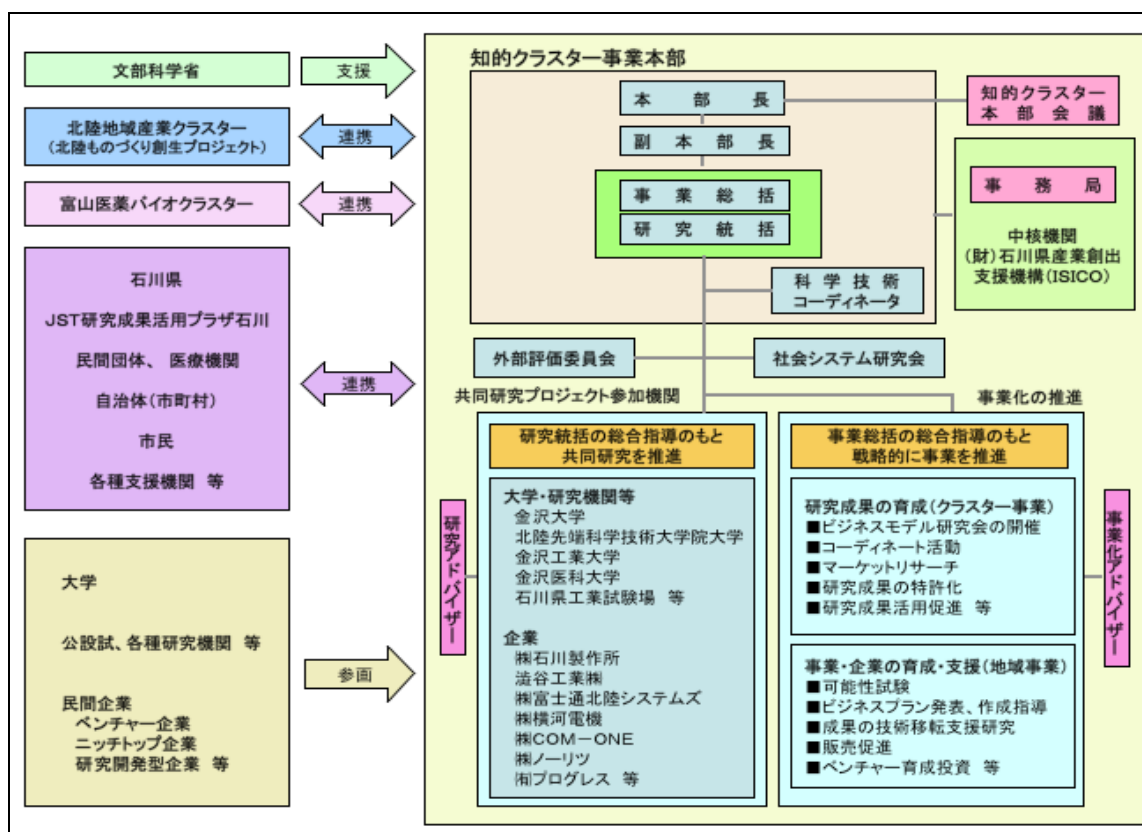 文部科学省
支援
北陸地域産業クラスター
(北陸ものづくり創生プロジェクト)
連携
富山医薬バイオクラスター
連携
石川県
JST研究成果活用プラザ石川
民間団体、 医療機関
自治体(市町村)
市民
各種支援機関 等
連携
大学
公設試、各種研究機関 等
民間企業
ベンチャー企業
ニッチトップ企業
研究開発型企業 等
参画
知的クラスター事業本部
本部長
副本部長
事業総括
研究統括
科学技術
コーディネータ
知的クラスター
本部会議
事務局
中核機関
(財)石川県産業創出
支援機構(ISICO)
外部評価委員会
社会システム研究会
共同研究プロジェクト参加機関
事業化の推進
研究統括の総合指導のもと
共同研究を推進
研究アドバイザー
大学・研究機関等
金沢大学
北陸先端科学技術大学院大学
金沢工業大学
金沢医科大学
石川県工業試験場 等
企業
㈱石川製作所
澁谷工業㈱
㈱富士通北陸システムズ
㈱横河電機
㈱COM－ONE
㈱ノーリツ
㈲プログレス 等
事業総括の総合指導のもと
戦略的に事業を推進
研究成果の育成(クラスター事業)
■ビジネスモデル研究会の開催
■コーディネート活動
■マーケットリサーチ
■研究成果の特許化
■研究成果活用促進 等
事業・企業の育成・支援(地域事業)
■可能性試験
■ビジネスプラン発表、作成指導
■成果の技術移転支援研究
■販売促進
■ベンチャー育成投資 等
事業化アドバイザー